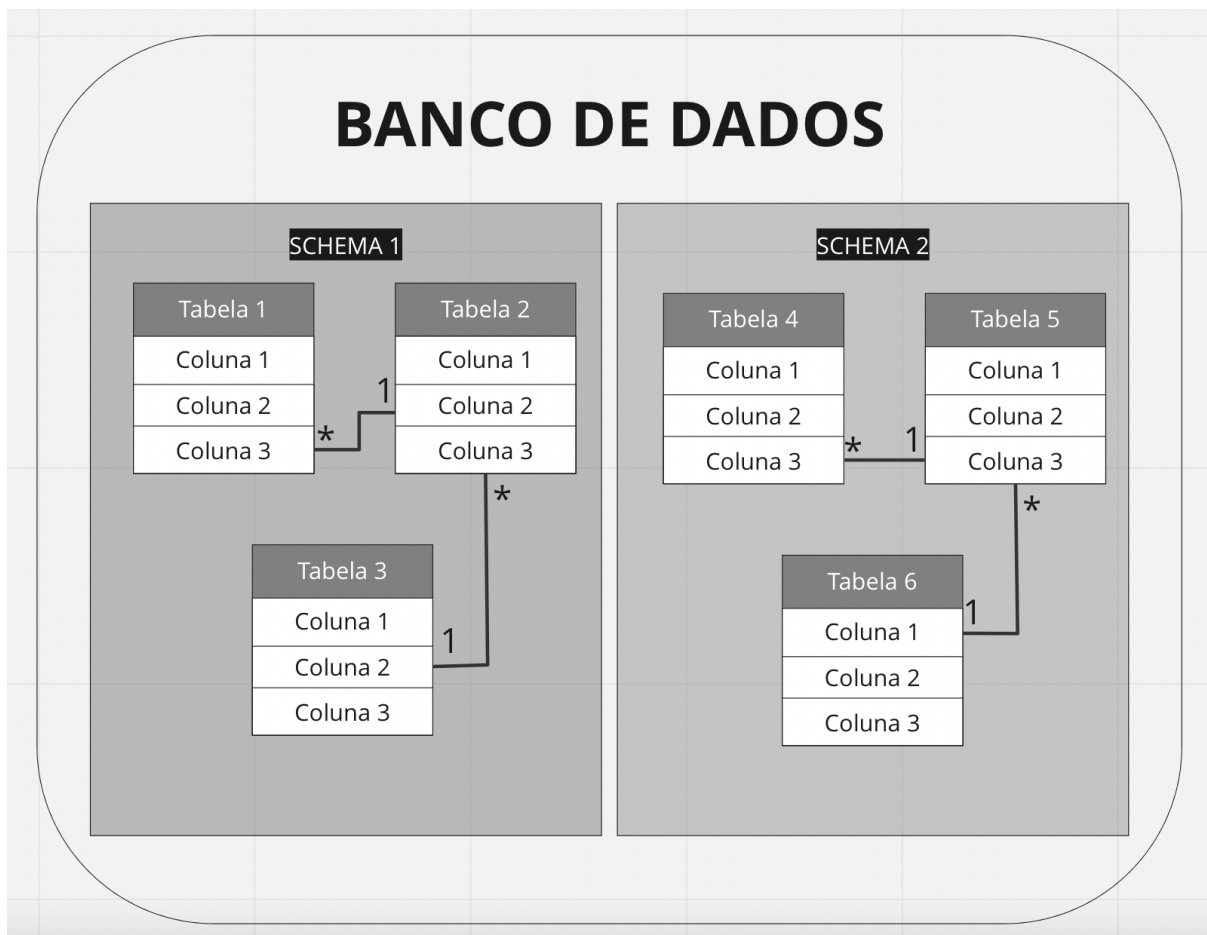 BANCO DE DADOS
SCHEMA 1
Tabela 1
Coluna 1
Coluna 2
Coluna 3
*
1
Tabela 2
Coluna 1
Coluna 2
Coluna 3
*
1
Tabela 3
Coluna 1
Coluna 2
Coluna 3
SCHEMA 2
Tabela 4
Coluna 1
Coluna 2
Coluna 3
*
1
Tabela 5
Coluna 1
Coluna 2
Coluna 3
*
1
Tabela 6
Coluna 1
Coluna 2
Coluna 3